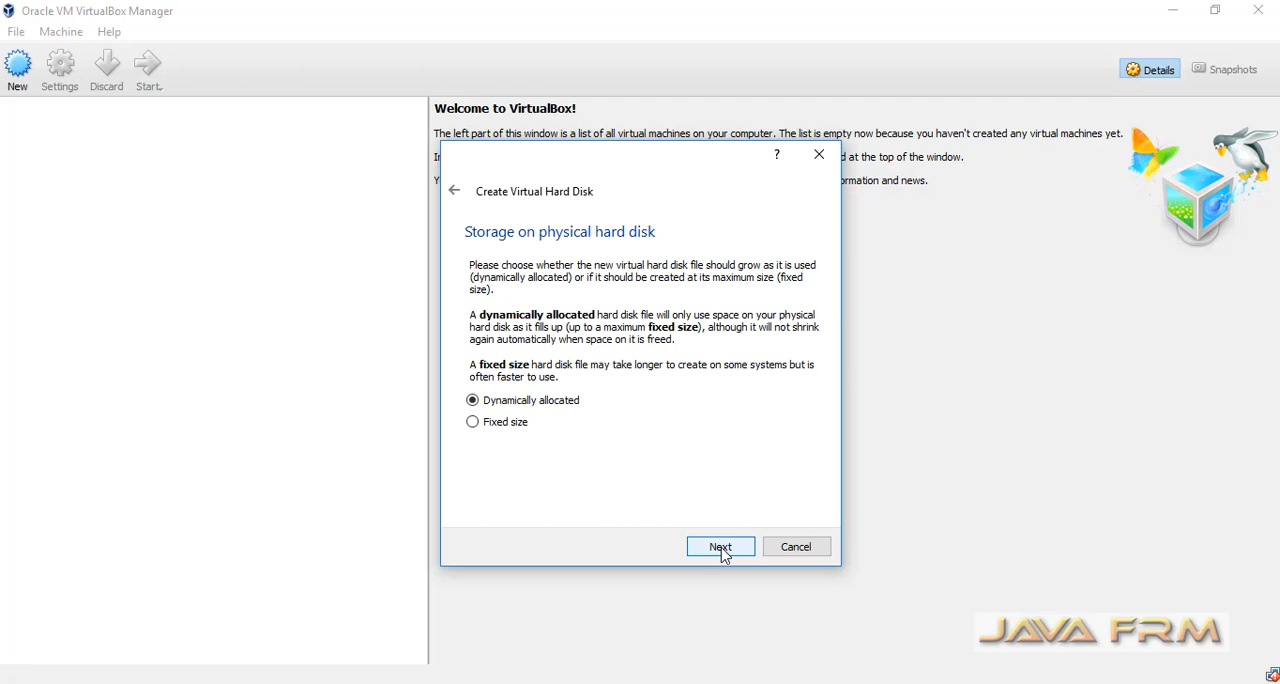 Oracle VM VirtualBox Manager
File Machine Help
New Settings Discard Start
Details Snapshots
Welcome to VirtualBox!
The left part of this window is a list of all virtual machines on your computer. The list is empty now because you haven't created any virtual machines yet.
d at the top of the window.
ormation and news.
?
Create Virtual Hard Disk
Storage on physical hard disk
Please choose whether the new virtual hard disk file should grow as it is used
(dynamically allocated) or if it should be created at its maximum size (fixed
size).
A dynamically allocated hard disk file will only use space on your physical
hard disk as it fills up (up to a maximum fixed size), although it will not shrink
again automatically when space on it is freed.
A fixed size hard disk file may take longer to create on some systems but is
often faster to use.
Dynamically allocated
Fixed size
Next Cancel
JAVA FRM